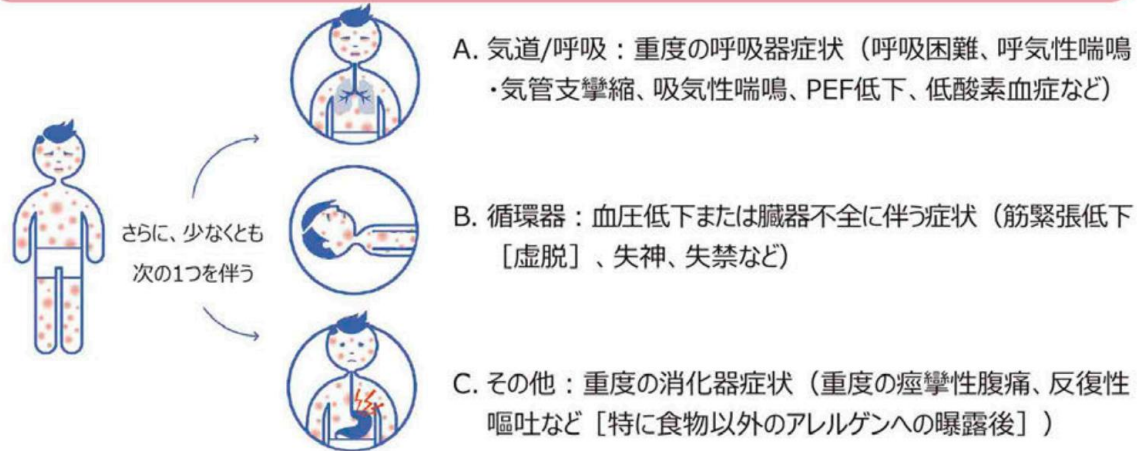 A. 気道/呼吸：重度の呼吸器症状（呼吸困難、呼気性喘鳴
・気管支攣縮、吸気性喘鳴、PEF低下、低酸素血症など）
さらに、少なくとも
次の1つを伴う
B. 循環器：血圧低下または臓器不全に伴う症状（筋緊張低下
［虚脱］、失神、失禁など）
C. その他：重度の消化器症状（重度の痙攣性腹痛、反復性
嘔吐など［特に食物以外のアレルゲンへの曝露後］）